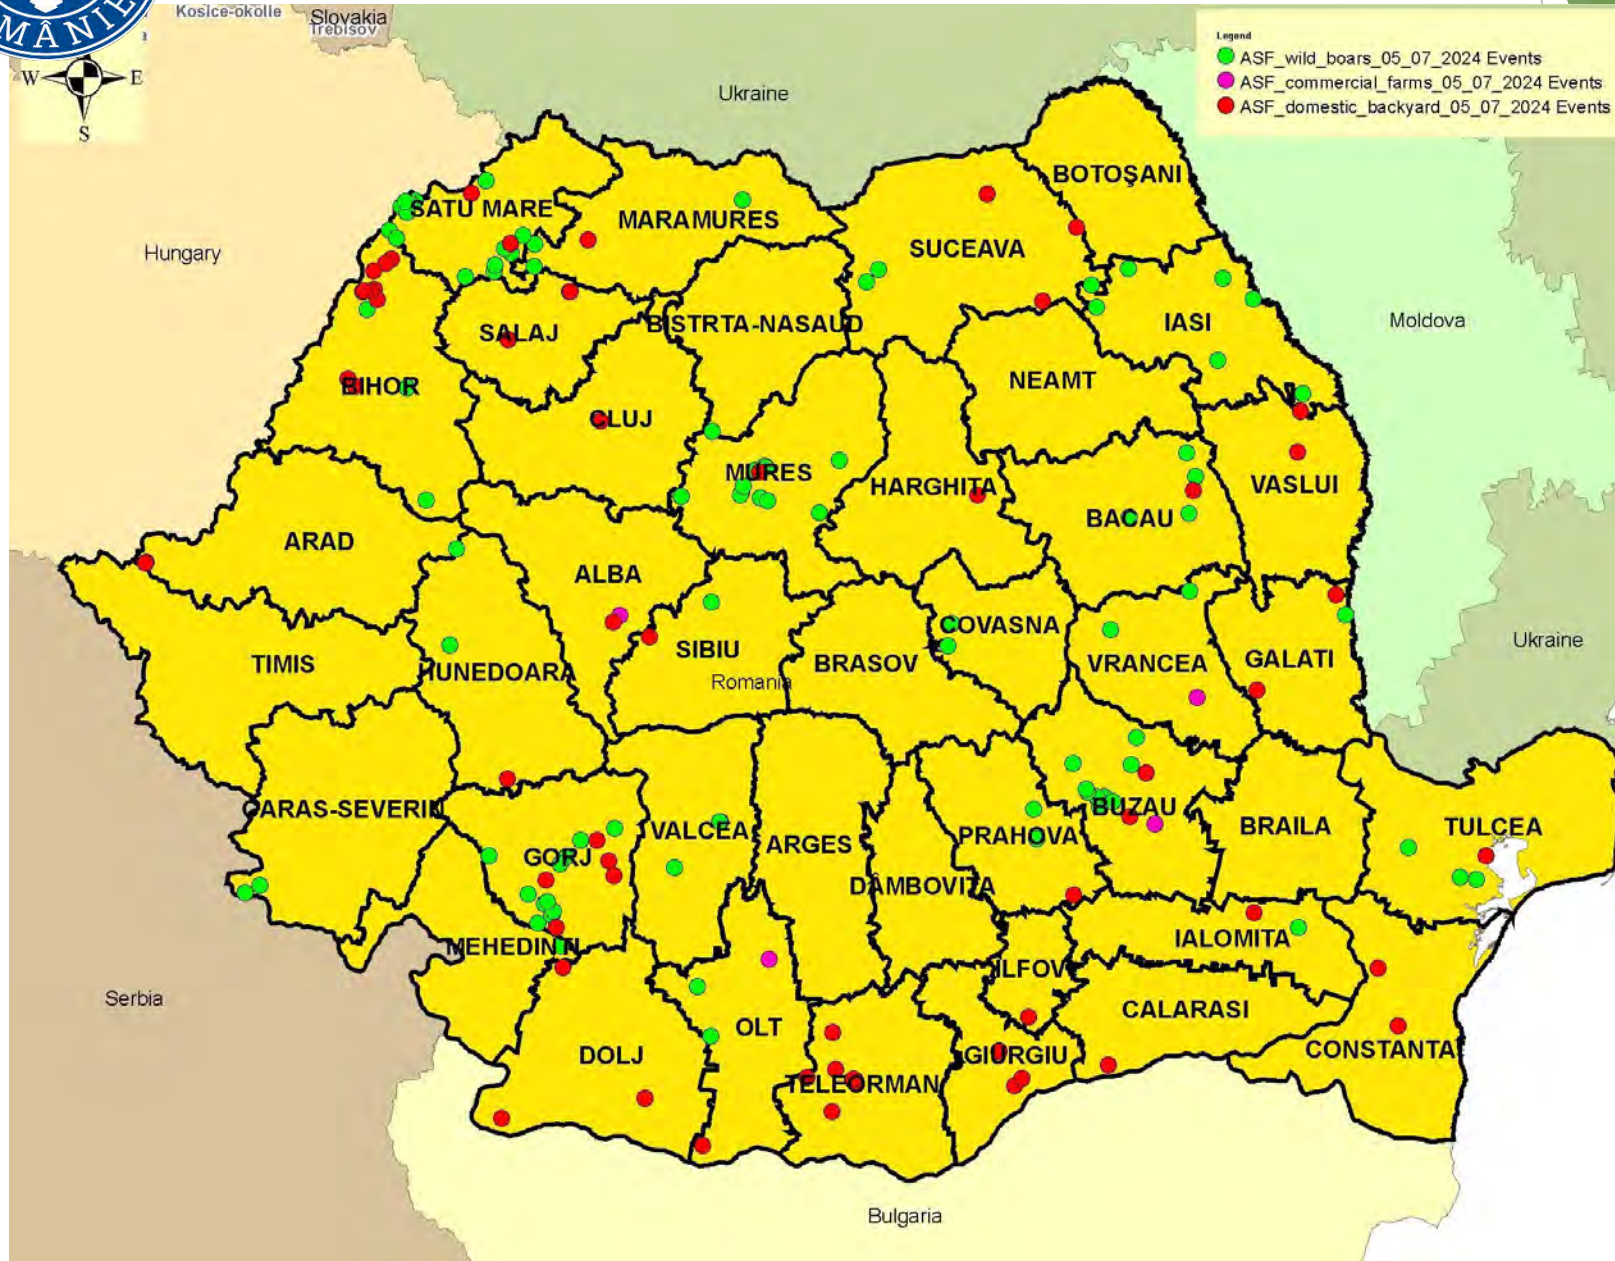 MÂNIE
Kosice-okolie
Slovakia
Trebisov
W E
S
Legend
ASF_wild_boars_05_07_2024 Events
ASF_commercial_farms_05_07_2024 Events
ASF_domestic_backyard_05_07_2024 Events
Ukraine
BOTOŞANI
SATU MARE
MARAMURES
SUCEAVA
Hungary
Moldova
SALAJ
BISTRTA-NASAUD
IASI
BIHOR
NEAMT
CLUJ
MURES
HARGHITA
VASLUI
BACAU
ARAD
ALBA
COVASNA
Ukraine
TIMIS
HUNEDOARA
SIBIU
BRASOV
VRANCEA
GALATI
Romania
CARAS-SEVERIN
VALCEA
ARGES
PRAHOVA
BUZAU
BRAILA
TULCEA
GORJ
DÂMBOVITA
MEHEDINTI
IALOMITA
ILFOV
Serbia
CALARASI
OLT
DOLJ
GIURGIU
CONSTANTA
TELEORMAN
Bulgaria